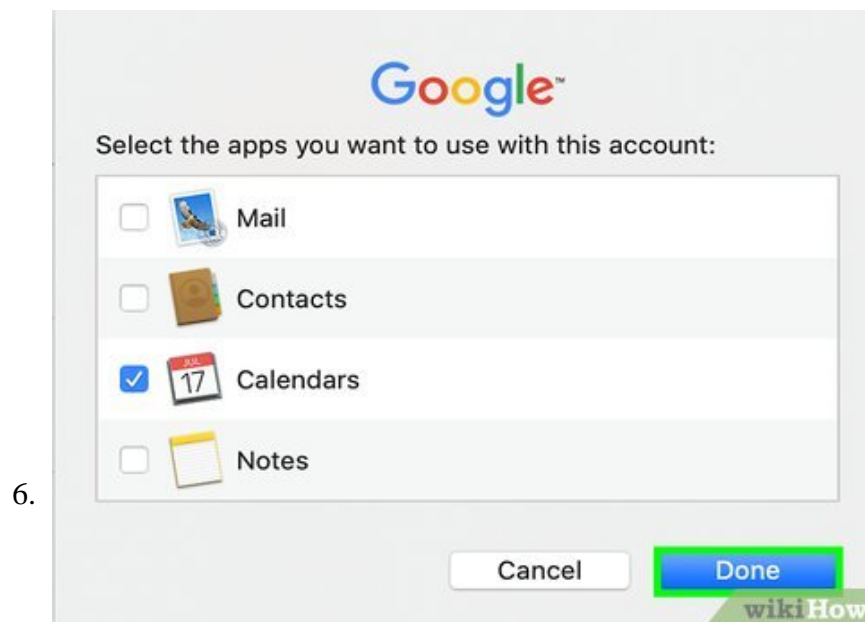 Google™
Select the apps you want to use with this account:
Mail
Contacts
JUL
17
Calendars
Notes
6.
Cancel
Done
wikiHow